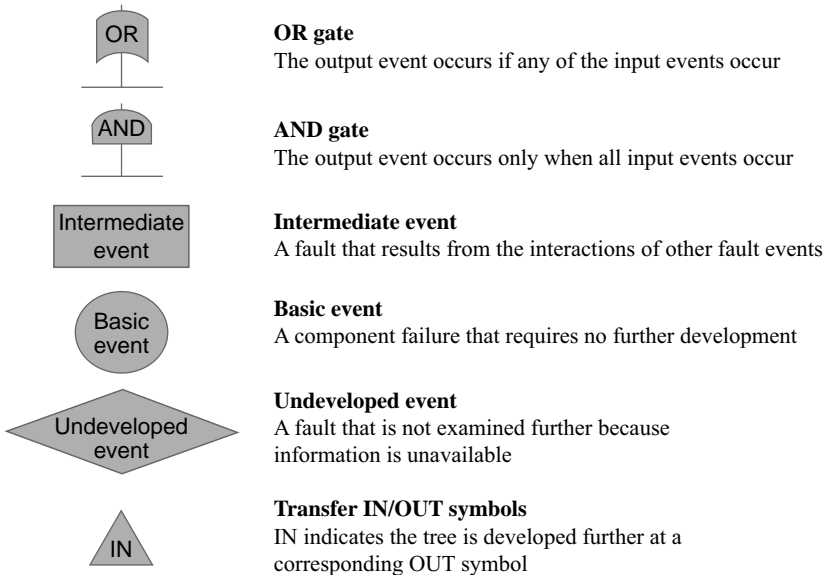 OR
OR gate
The output event occurs if any of the input events occur
AND
AND gate
The output event occurs only when all input events occur
Intermediate
event
Intermediate event
A fault that results from the interactions of other fault events
Basic
event
Basic event
A component failure that requires no further development
Undeveloped
event
Undeveloped event
A fault that is not examined further because
information is unavailable
IN
Transfer IN/OUT symbols
IN indicates the tree is developed further at a
corresponding OUT symbol